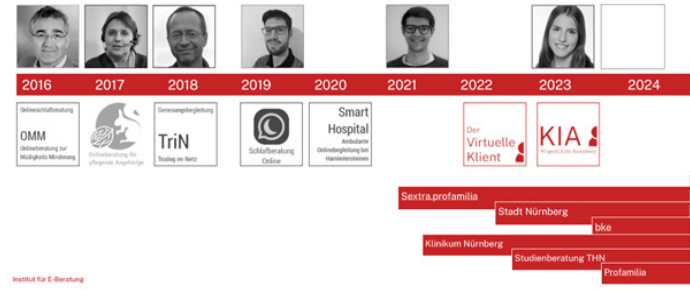 2016 2017 2018 2019 2020 2021 2022 2023 2024
Onlineschlafberatung
OMM
Onlineberatung zur
Müdigkeits-Minderung
Onlineberatung für
pflegende Angehörige
Genesungsbegleitung
TriN
Trialog im Netz
Schlafberatung
Online
Smart
Hospital
Ambulante
Onlinebegleitung bei
Harnleitersteinen
Der
Virtuelle
Klient
KIA
KI gestützte Assistenz
Sextra.profamilia
Stadt Nürnberg
bke
Klinikum Nürnberg
Studienberatung THN
Profamilia
Institut für E-Beratung